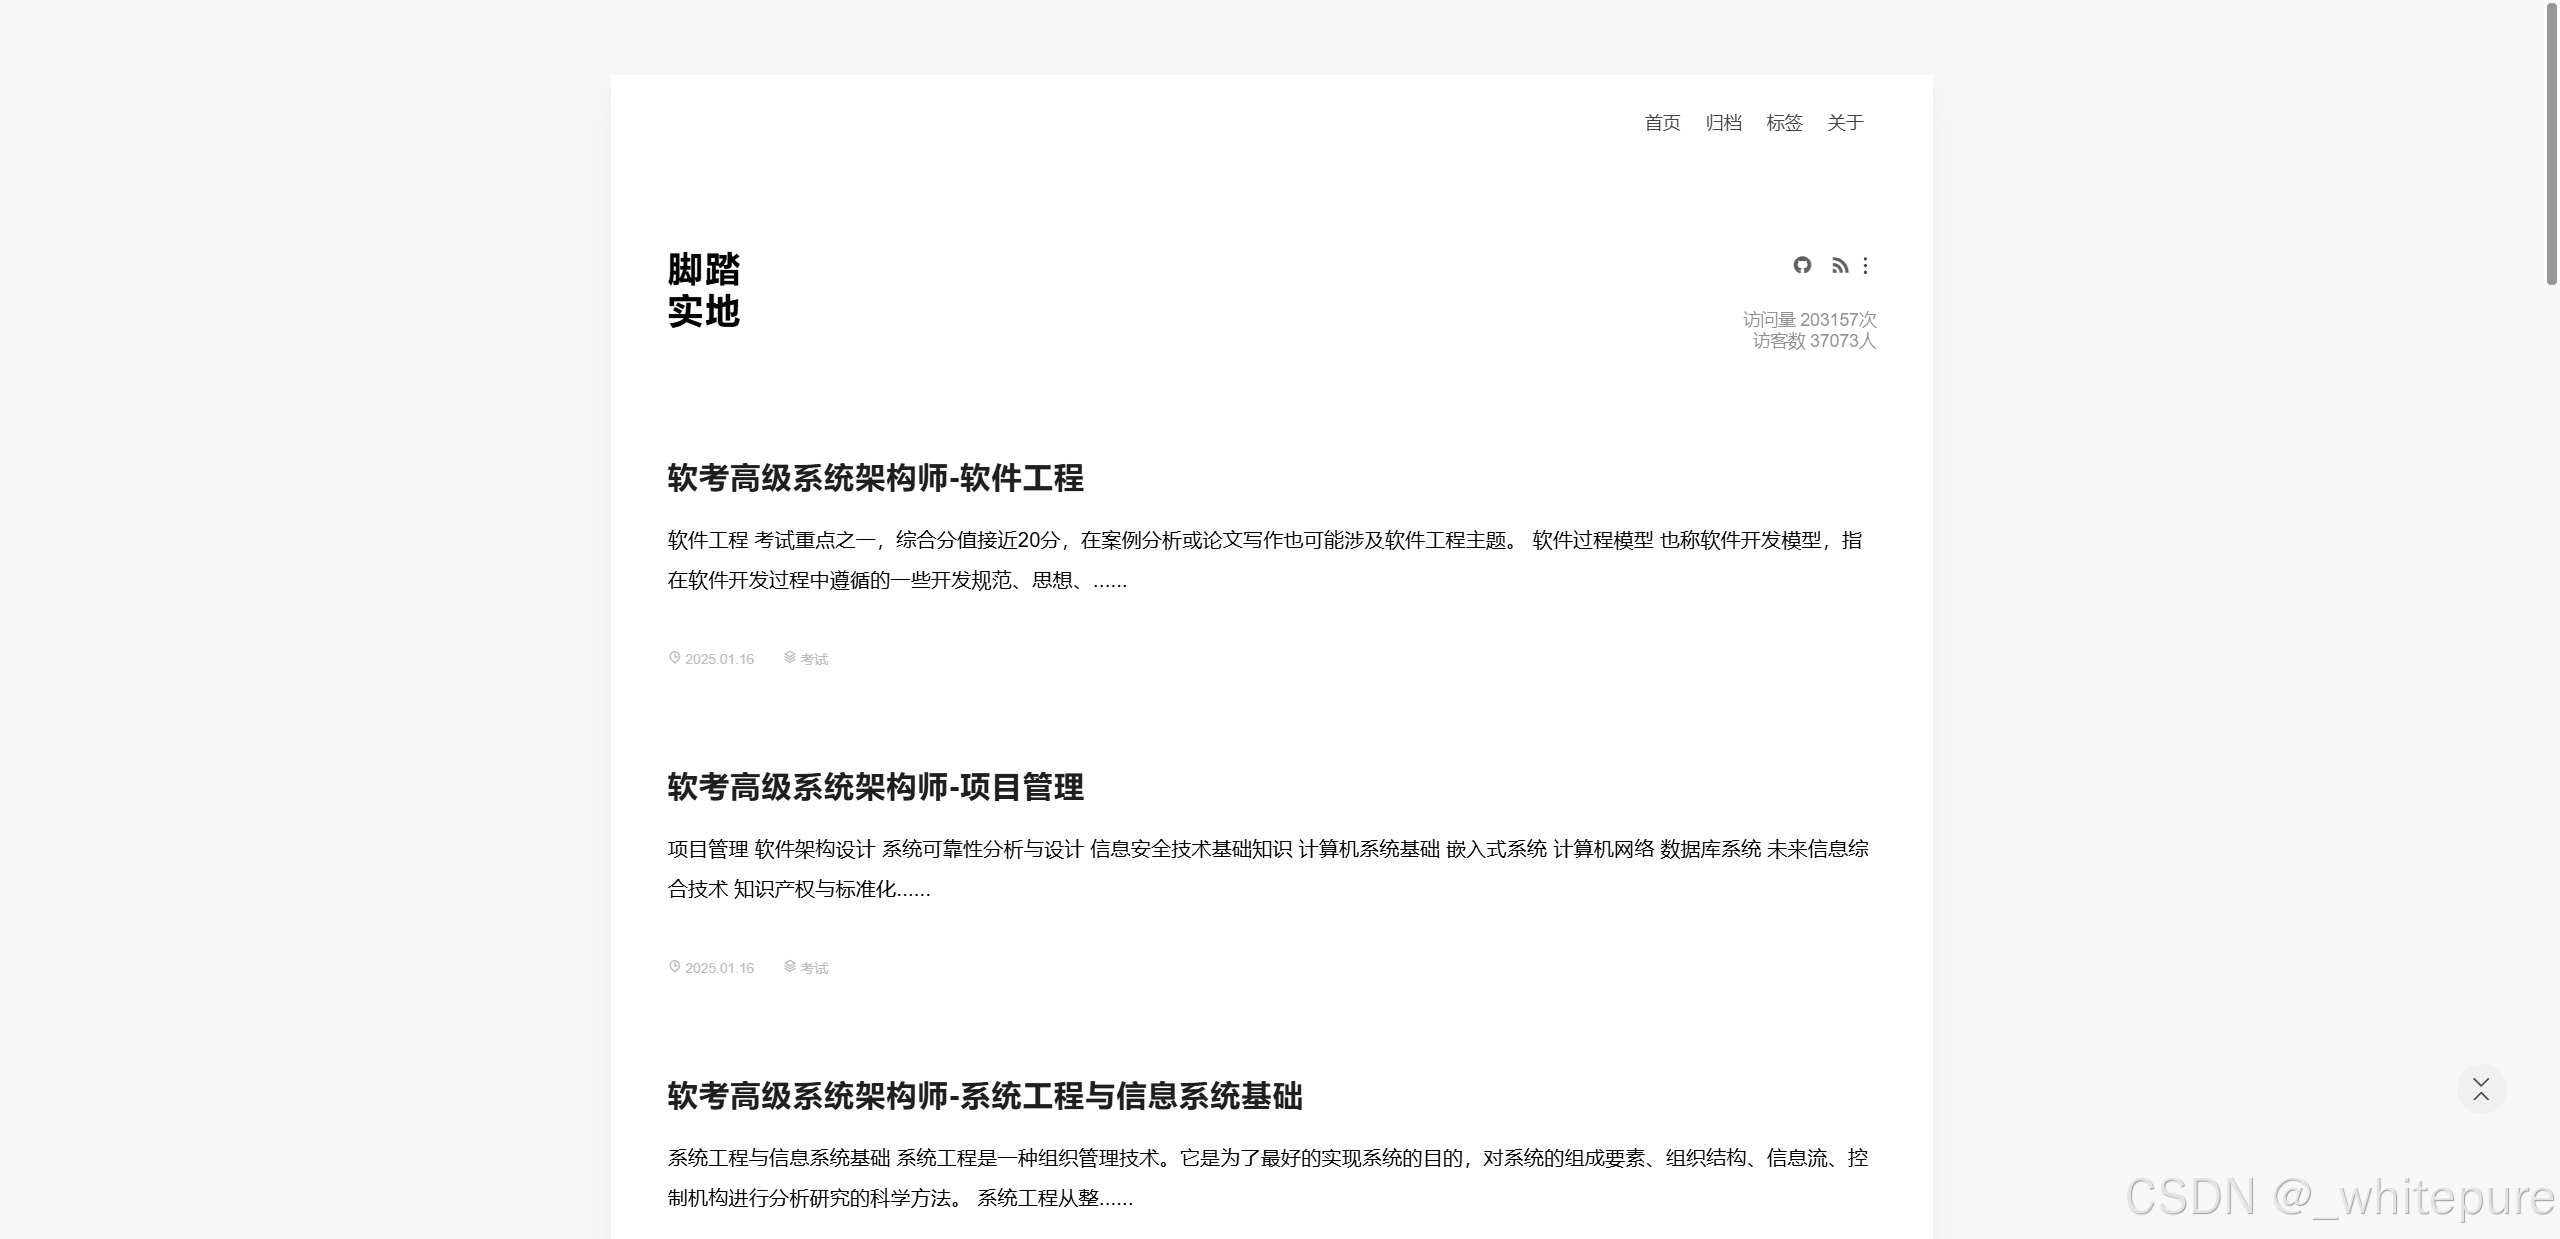 首页 归档 标签 关于
脚踏
实地
访问量 203157次
访客数 37073人
软考高级系统架构师-软件工程
软件工程 考试重点之一，综合分值接近20分，在案例分析或论文写作也可能涉及软件工程主题。 软件过程模型 也称软件开发模型，指
在软件开发过程中遵循的一些开发规范、思想、......
2025.01.16 考试
软考高级系统架构师-项目管理
项目管理 软件架构设计 系统可靠性分析与设计 信息安全技术基础知识 计算机系统基础 嵌入式系统 计算机网络 数据库系统 未来信息综
合技术 知识产权与标准化......
2025.01.16 考试
软考高级系统架构师-系统工程与信息系统基础
系统工程与信息系统基础 系统工程是一种组织管理技术。它是为了最好的实现系统的目的，对系统的组成要素、组织结构、信息流、控
制机构进行分析研究的科学方法。 系统工程从整......
CSDN @_whitepure